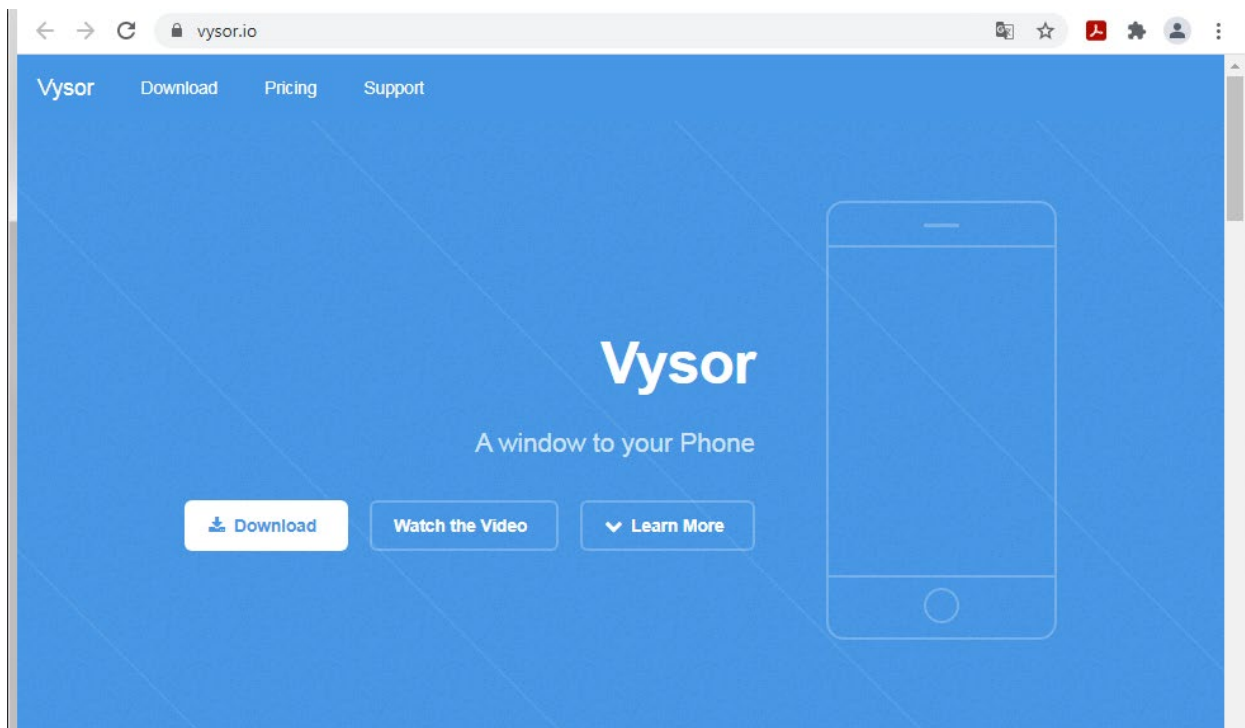 vysor.io
Vysor Download Pricing Support
Vysor
A window to your Phone
Download Watch the Video Learn More